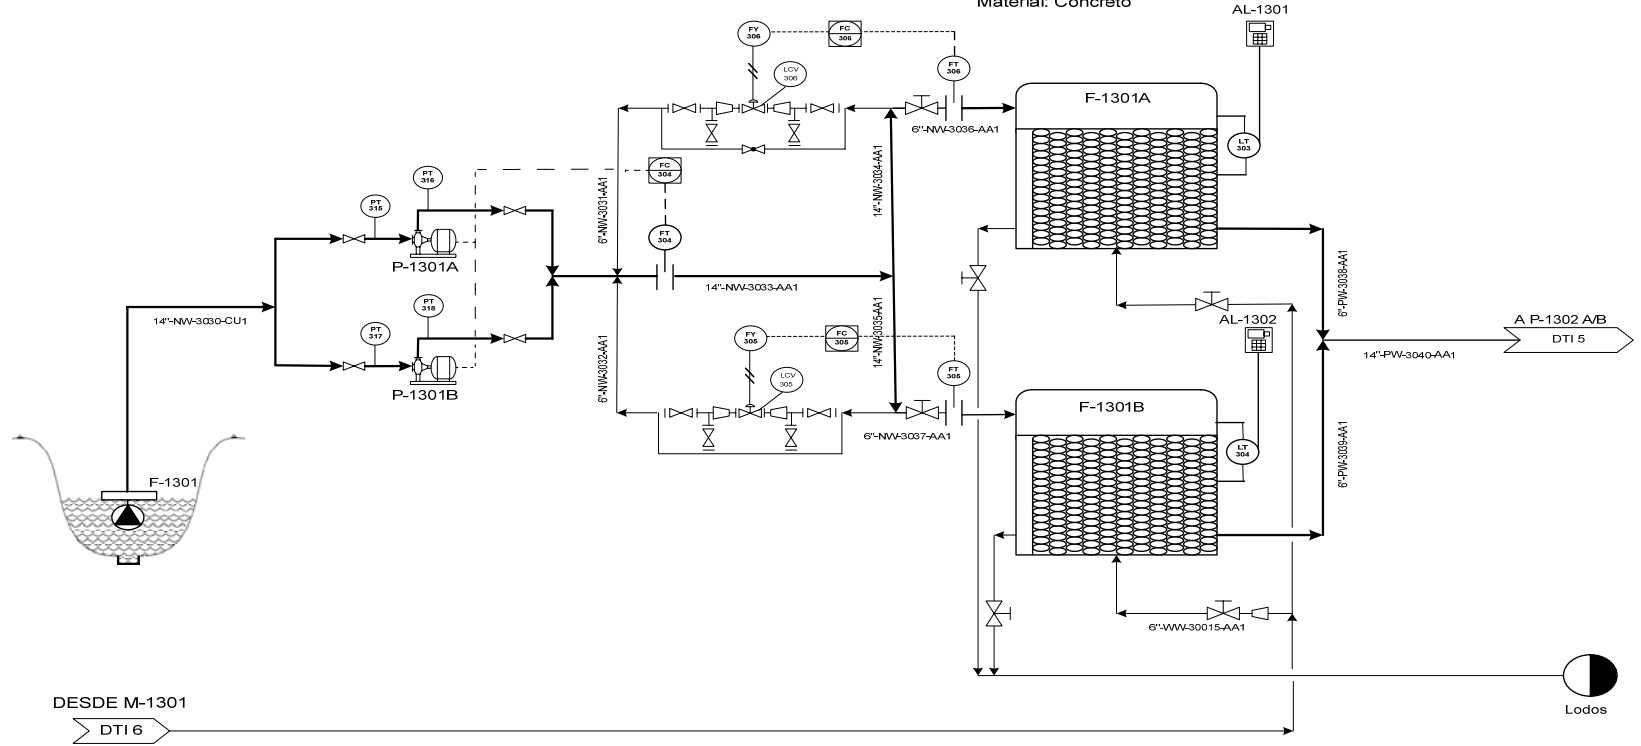 Material: Concreto
AL-1301
FY
306
FC
306
LCV
306
FT
306
F-1301A
6"-NW-3036-AA1
LT
303
PT
316
PT
315
P-1301A
FC
304
FT
304
6"-NW-3031-AA1
14"-NW-3034-AA1
14"-NW-3033-AA1
14"-NW-3030-CU1
PT
318
PT
317
P-1301B
6"-NW-3032-AA1
14"-NW-3035-AA1
FY
305
FC
305
LCV
305
FT
305
6"-NW-3037-AA1
F-1301B
AL-1302
LT
304
6"-PW-3038-AA1
6"-PW-3039-AA1
14"-PW-3040-AA1
A P-1302 A/B
DTI 5
F-1301
6"-WW-30015-AA1
Lodos
DESDE M-1301
DTI 6